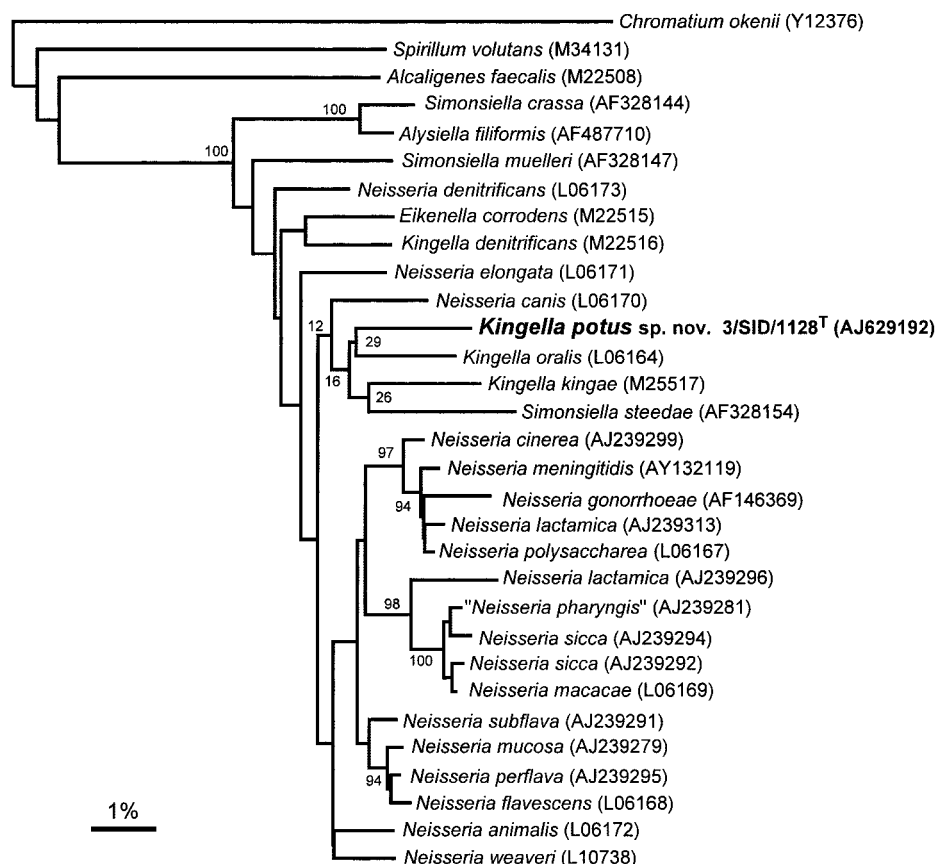 Chromatium okenii (Y12376)
Spirillum volutans (M34131)
Alcaligenes faecalis (M22508)
100 Simonsiella crassa (AF328144)
Alysiella filiformis (AF487710)
100
Simonsiella muelleri (AF328147)
Neisseria denitrificans (L06173)
Eikenella corrodens (M22515)
Kingella denitrificans (M22516)
Neisseria elongata (L06171)
Neisseria canis (L06170)
12 Kingella potus sp. nov. 3/SID/1128T (AJ629192)
29
Kingella oralis (L06164)
16
Kingella kingae (M25517)
26
Simonsiella steedae (AF328154)
Neisseria cinerea (AJ239299)
97
Neisseria meningitidis (AY132119)
Neisseria gonorrhoeae (AF146369)
94
Neisseria lactamica (AJ239313)
Neisseria polysaccharea (L06167)
Neisseria lactamica (AJ239296)
98 "Neisseria pharyngis" (AJ239281)
Neisseria sicca (AJ239294)
100 Neisseria sicca (AJ239292)
Neisseria macacae (L06169)
Neisseria subflava (AJ239291)
Neisseria mucosa (AJ239279)
94 Neisseria perflava (AJ239295)
Neisseria flavescens (L06168)
1%
Neisseria animalis (L06172)
Neisseria weaveri (L10738)